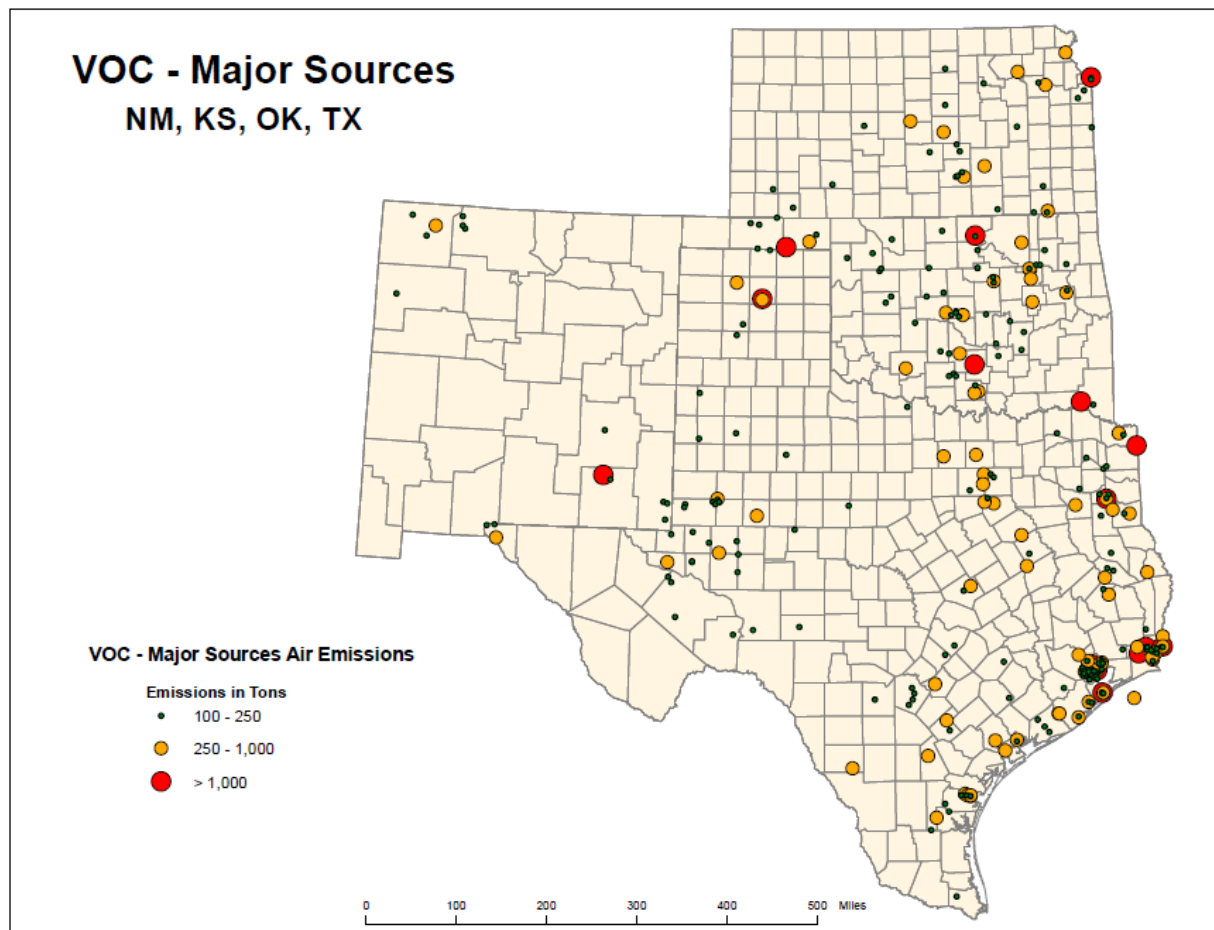 VOC - Major Sources
NM, KS, OK, TX
VOC - Major Sources Air Emissions
Emissions in Tons
100 - 250
250 - 1,000
> 1,000
0 100 200 300 400 500 Miles